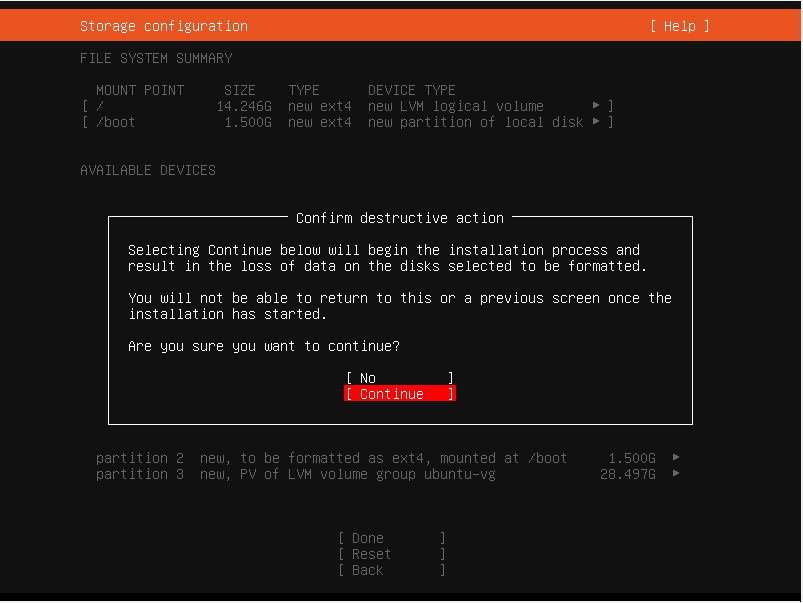 Storage configuration [ Help ]
FILE SYSTEM SUMMARY
MOUNT POINT SIZE TYPE DEVICE TYPE
[ / 14.246G new ext4 new LVM logical volume ▸ ]
[ /boot 1.500G new ext4 new partition of local disk ▸ ]
AVAILABLE DEVICES
Confirm destructive action
Selecting Continue below will begin the installation process and
result in the loss of data on the disks selected to be formatted.
You will not be able to return to this or a previous screen once the
installation has started.
Are you sure you want to continue?
[ No ]
[ Continue ]
partition 2 new, to be formatted as ext4, mounted at /boot 1.500G ▸
partition 3 new, PV of LVM volume group ubuntu-vg 28.497G ▸
[ Done ]
[ Reset ]
[ Back ]